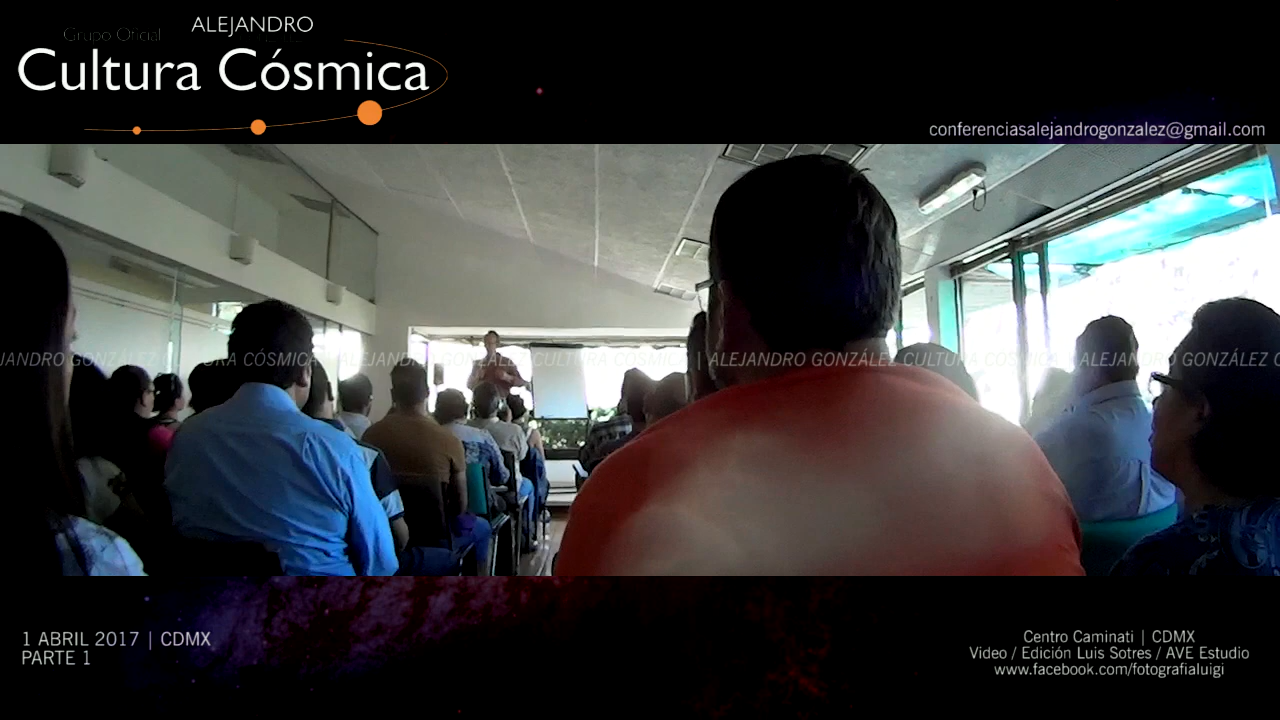 Grupo Oficial
ALEJANDRO
Cultura Cósmica
conferenciasalejandrogonzalez@gmail.com
JANDRO GONZÁLEZ CULTURA CÓSMICA | ALEJANDRO GONZÁLEZ CULTURA CÓSMICA | ALEJANDRO GONZÁLEZ CULTURA CÓSMICA | ALEJANDRO GONZÁLEZ C
1 ABRIL 2017 | CDMX
PARTE 1
Centro Caminati | CDMX
Video / Edición Luis Sotres / AVE Estudio
www.facebook.com/fotografialuigi